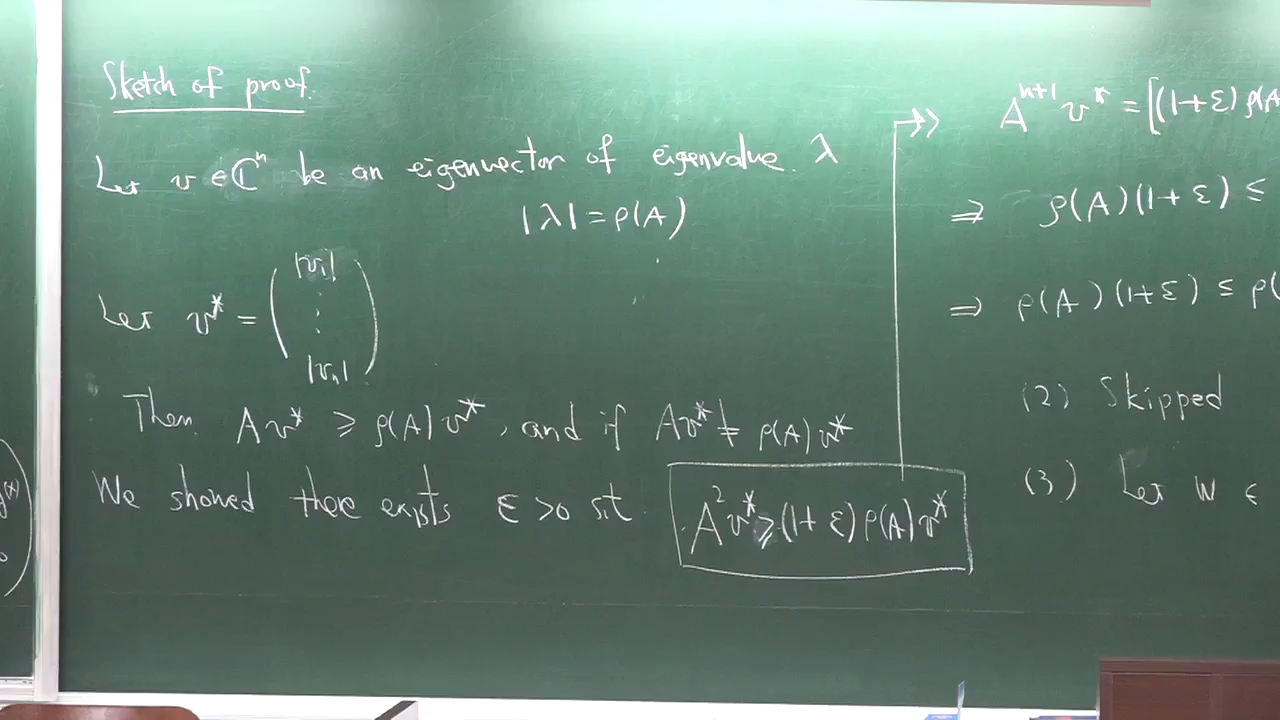 Sketch of proof.
Let v ∈ ℂⁿ be an eigenvector of eigenvalue λ
|λ| = ρ(A)
Let v* = ( |v₁| ⋮ |vₙ| )
Then Av* ≥ ρ(A)v*, and if Av* ≠ ρ(A)v*
We showed there exists ε>0 s.t. A²v* ≥ (1+ε)ρ(A)v*
Aⁿ⁺¹v* = [(1+ε)ρ(A
⇒ ρ(A)(1+ε) ≤
⇒ ρ(A)(1+ε) ≤ ρ(
(2) Skipped
(3) Let w ∈